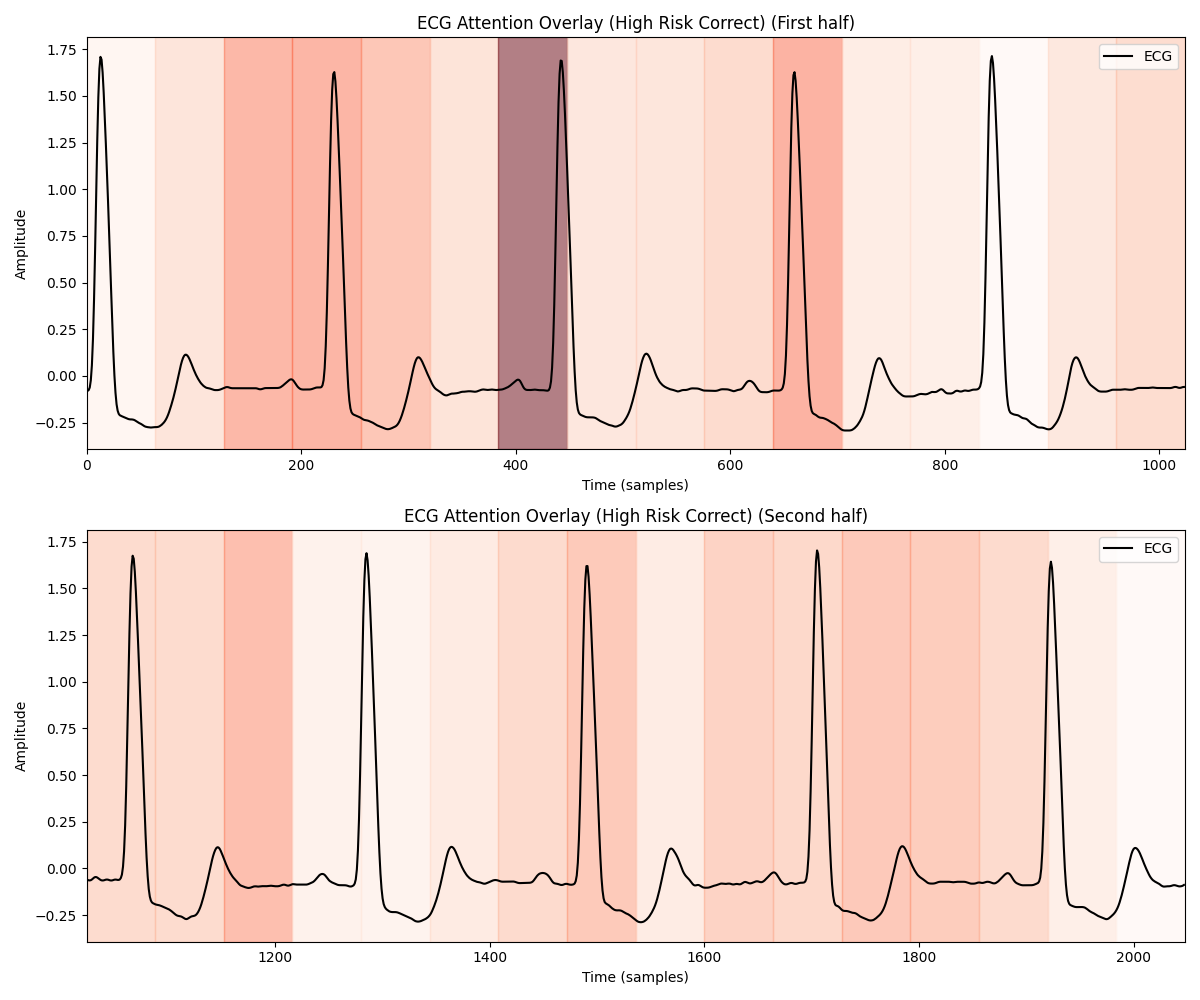 ECG Attention Overlay (High Risk Correct) (First half)
ECG
1.75
1.50
1.25
1.00
0.75
0.50
0.25
0.00
−0.25
Amplitude
0 200 400 600 800 1000
Time (samples)
ECG Attention Overlay (High Risk Correct) (Second half)
ECG
1.75
1.50
1.25
1.00
0.75
0.50
0.25
0.00
−0.25
Amplitude
1200 1400 1600 1800 2000
Time (samples)